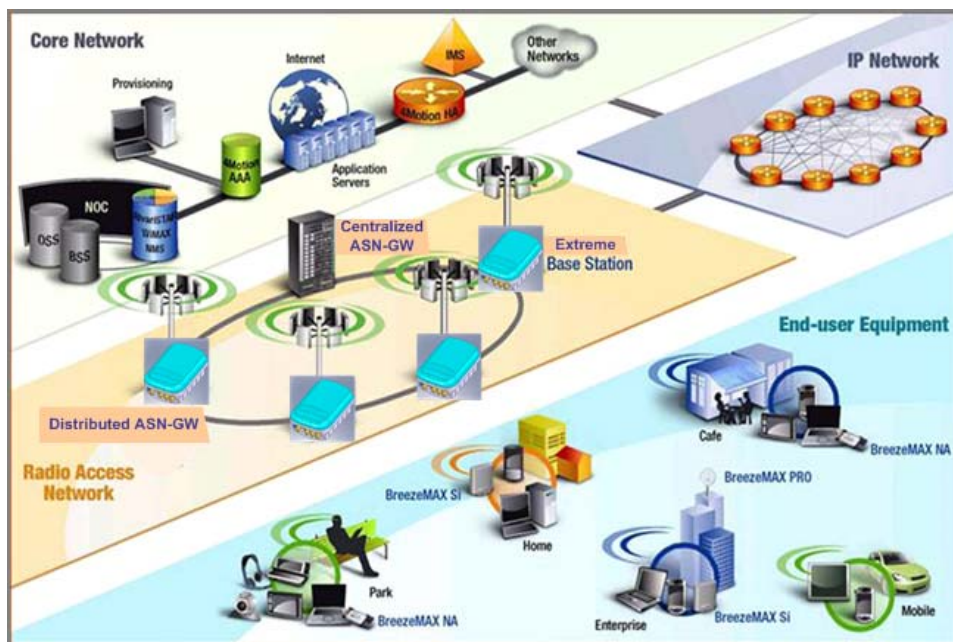 Core Network
Provisioning
Internet
IMS
Other
Networks
IP Network
4Motion HA
4Motion
AAA
Application
Servers
NOC
OSS
BSS
WiMAX
NMS
Centralized
ASN-GW
Extreme
Base Station
End-user Equipment
Distributed ASN-GW
Radio Access
Network
Cafe
BreezeMAX NA
BreezeMAX PRO
BreezeMAX Si
Home
Park
BreezeMAX NA
Enterprise
BreezeMAX Si
Mobile